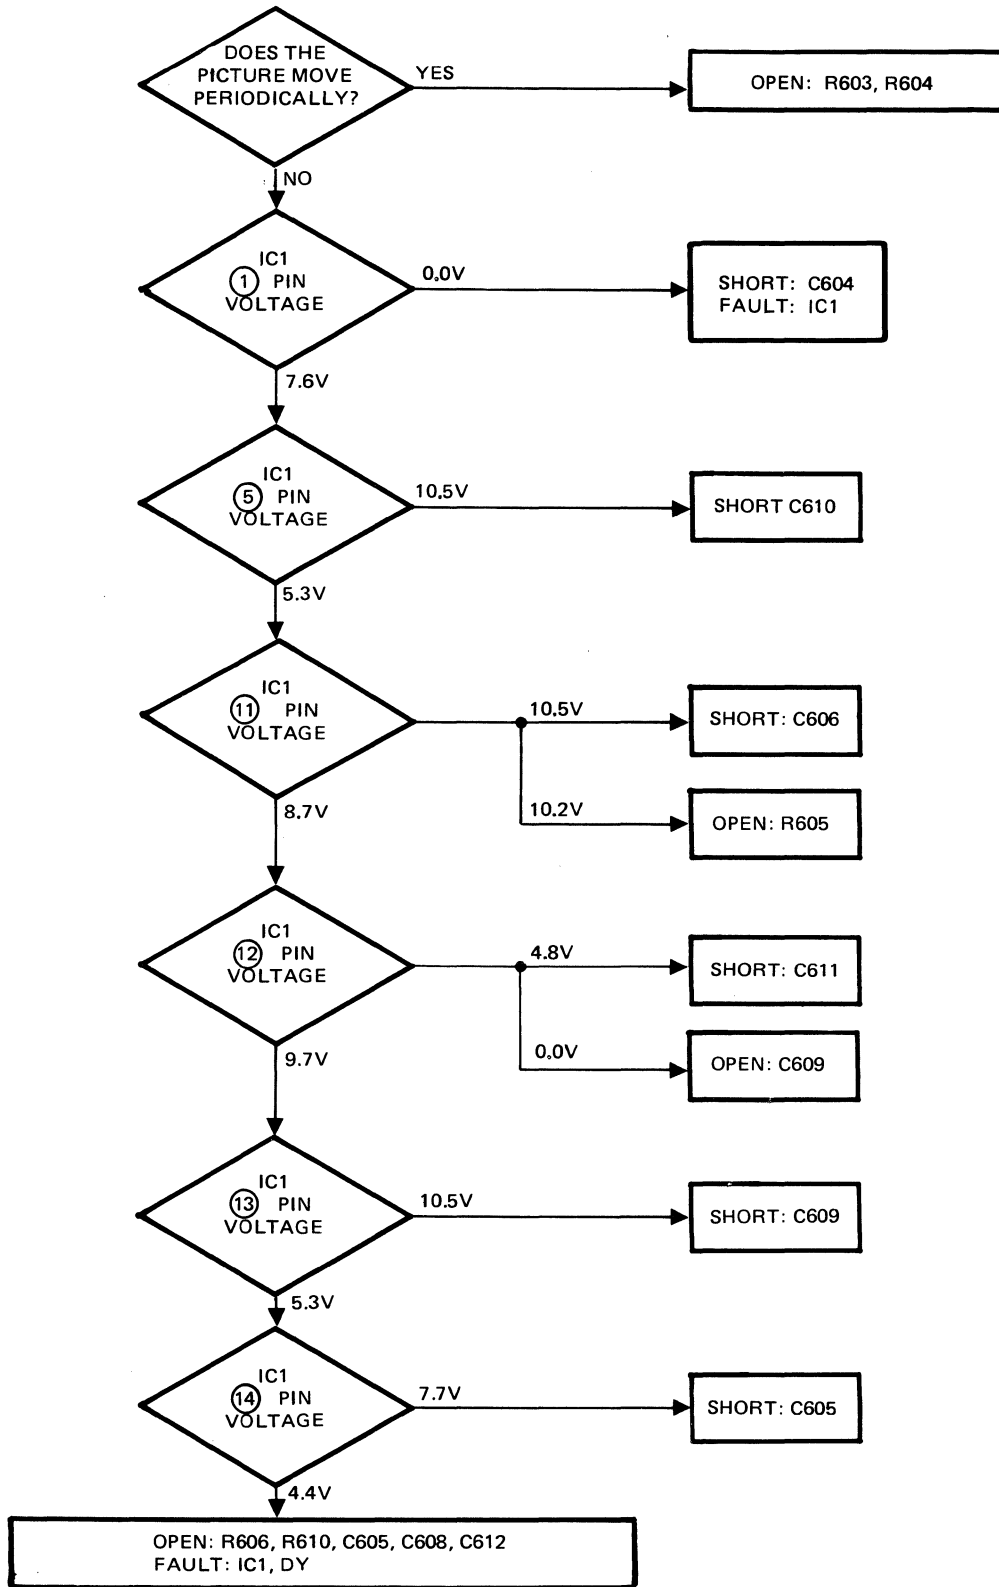 DOES THE
PICTURE MOVE
PERIODICALLY?
YES
OPEN: R603, R604
NO
IC1
1 PIN
VOLTAGE
0.0V
SHORT: C604
FAULT: IC1
7.6V
IC1
5 PIN
VOLTAGE
10.5V
SHORT C610
5.3V
IC1
11 PIN
VOLTAGE
10.5V
SHORT: C606
10.2V
OPEN: R605
8.7V
IC1
12 PIN
VOLTAGE
4.8V
SHORT: C611
0.0V
OPEN: C609
9.7V
IC1
13 PIN
VOLTAGE
10.5V
SHORT: C609
5.3V
IC1
14 PIN
VOLTAGE
7.7V
SHORT: C605
4.4V
OPEN: R606, R610, C605, C608, C612
FAULT: IC1, DY